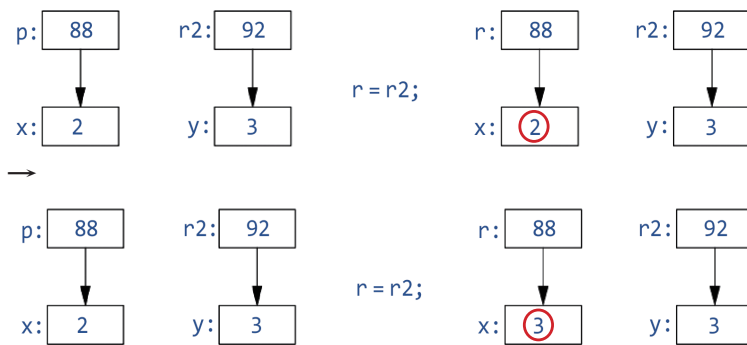 p: 88 r2: 92 r: 88 r2: 92
r = r2;
x: 2 y: 3 x: 2 y: 3
p: 88 r2: 92 r: 88 r2: 92
r = r2;
x: 2 y: 3 x: 3 y: 3